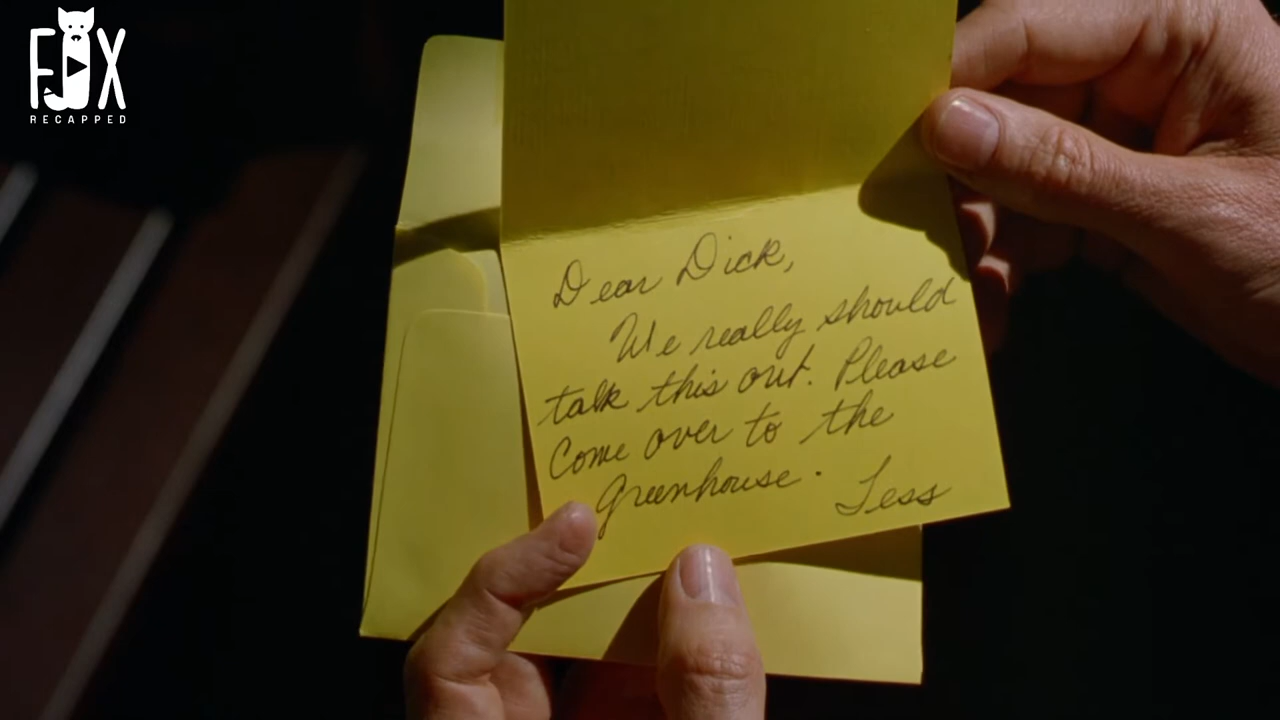 FOX
RECAPPED
Dear Dick,
We really should
talk this out. Please
Come over to the
greenhouse.
Tess